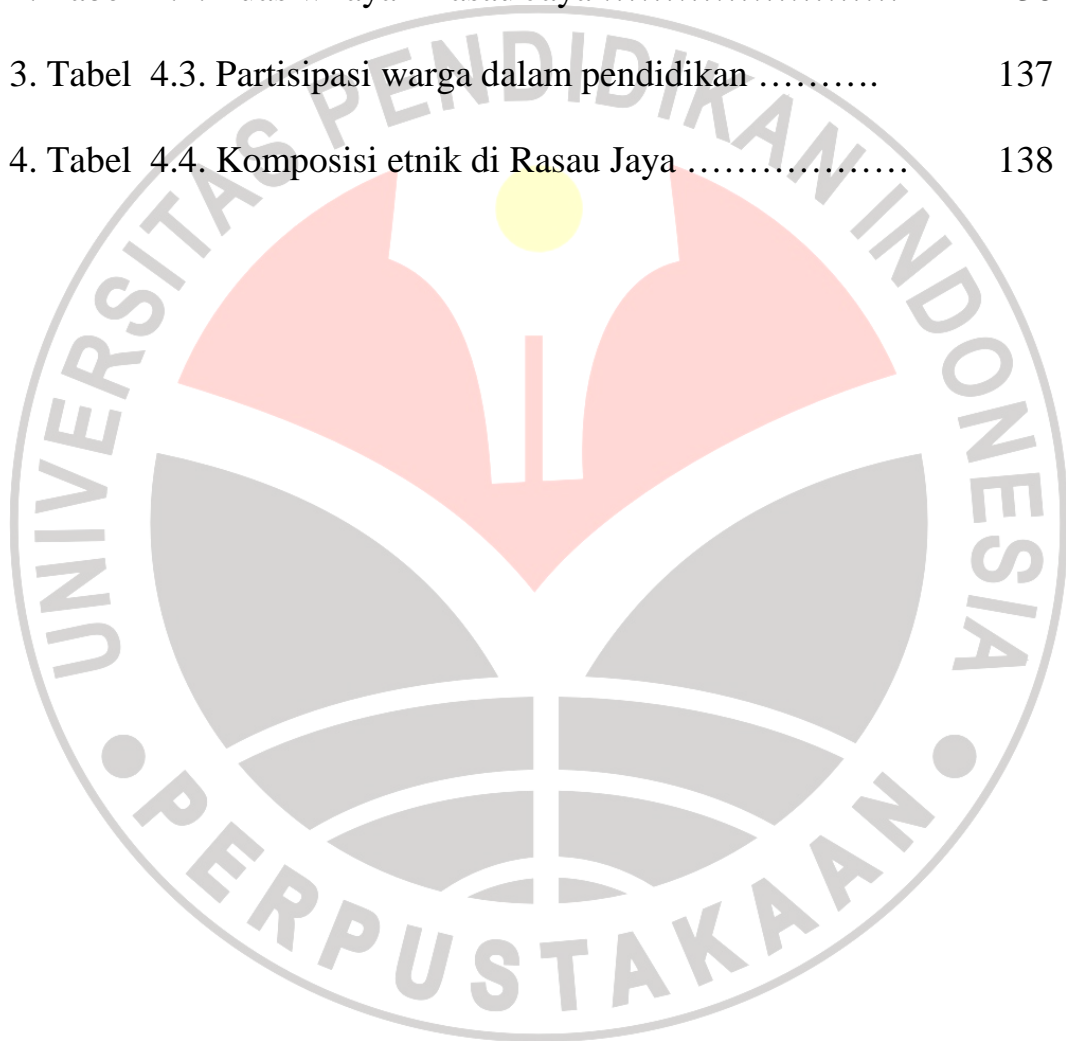 3. Tabel 4.3. Partisipasi warga dalam pendidikan ………. 137
4. Tabel 4.4. Komposisi etnik di Rasau Jaya ……………… 138
UNIVERSITAS PENDIDIKAN INDONESIA
PERPUSTAKAAN